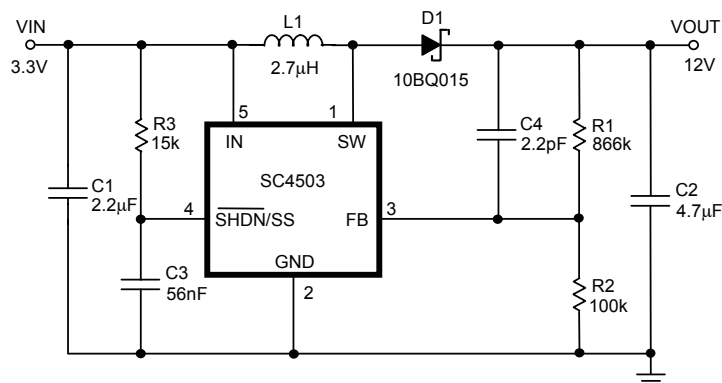 VIN
3.3V
L1
2.7µH
D1
10BQ015
VOUT
12V
R3
15k
5
1
IN
SW
C4
2.2pF
R1
866k
SC4503
C1
2.2µF
4
SHDN/SS
FB
3
C2
4.7µF
GND
C3
56nF
2
R2
100k